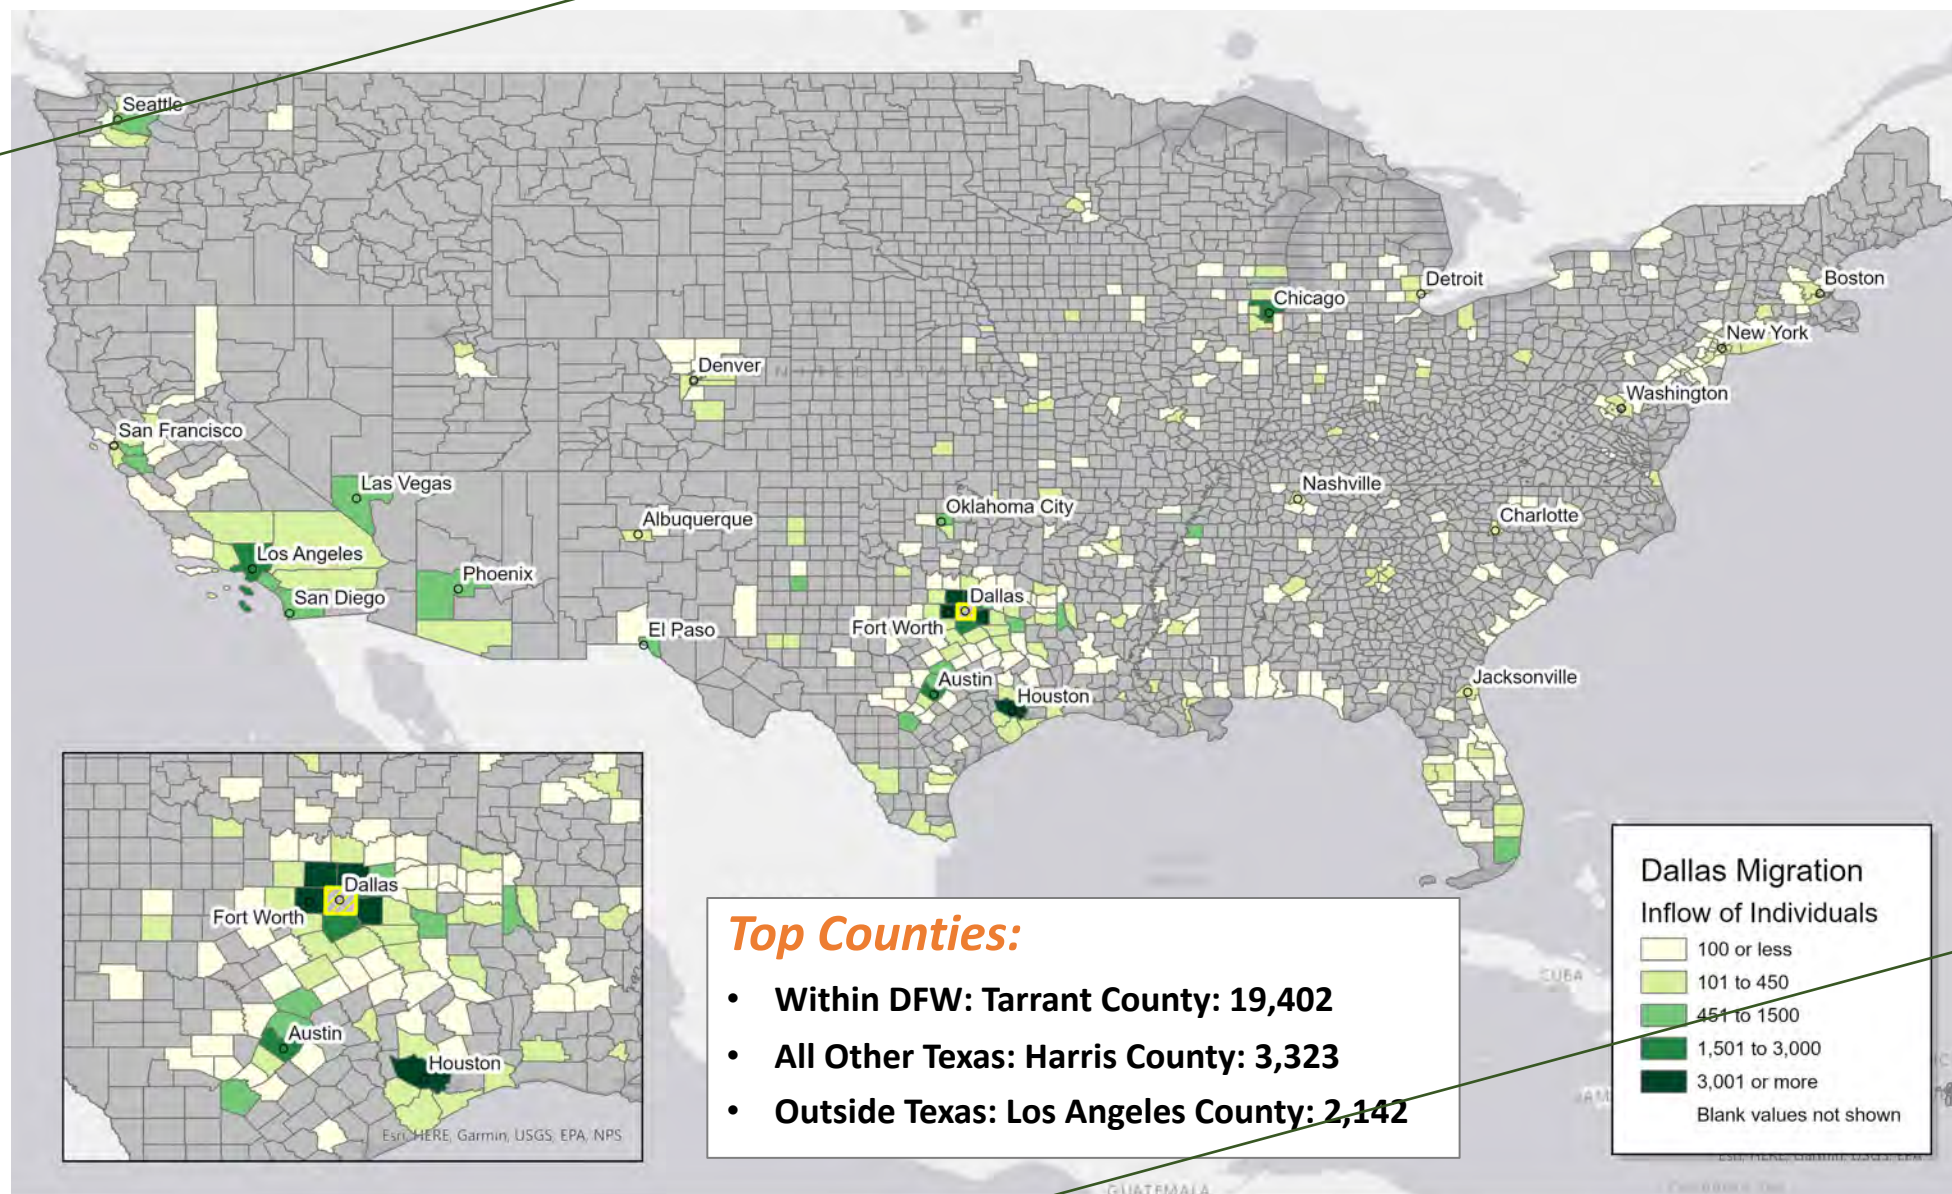 Seattle
Detroit
Boston
Chicago
New York
Denver
Washington
San Francisco
Las Vegas
Nashville
Oklahoma City
Albuquerque
Charlotte
Los Angeles
Phoenix
San Diego
Dallas
El Paso
Fort Worth
Jacksonville
Austin
Houston
Dallas
Fort Worth
Austin
Houston
Esri, HERE, Garmin, USGS, EPA, NPS
Top Counties:
• Within DFW: Tarrant County: 19,402
• All Other Texas: Harris County: 3,323
• Outside Texas: Los Angeles County: 2,142
Dallas Migration
Inflow of Individuals
100 or less
101 to 450
451 to 1500
1,501 to 3,000
3,001 or more
Blank values not shown
CUBA
GUATEMALA